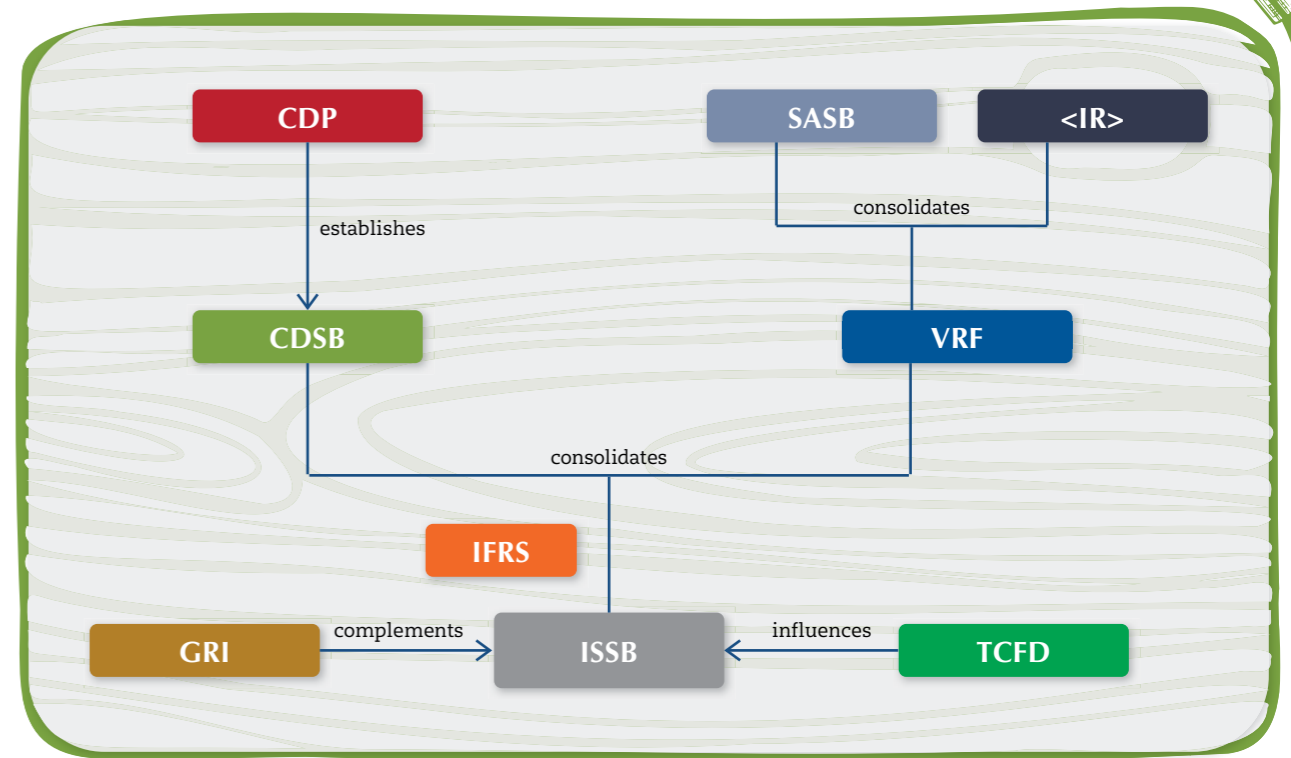 CDP
SASB
<IR>
consolidates
establishes
CDSB
VRF
consolidates
IFRS
complements
influences
GRI
ISSB
TCFD